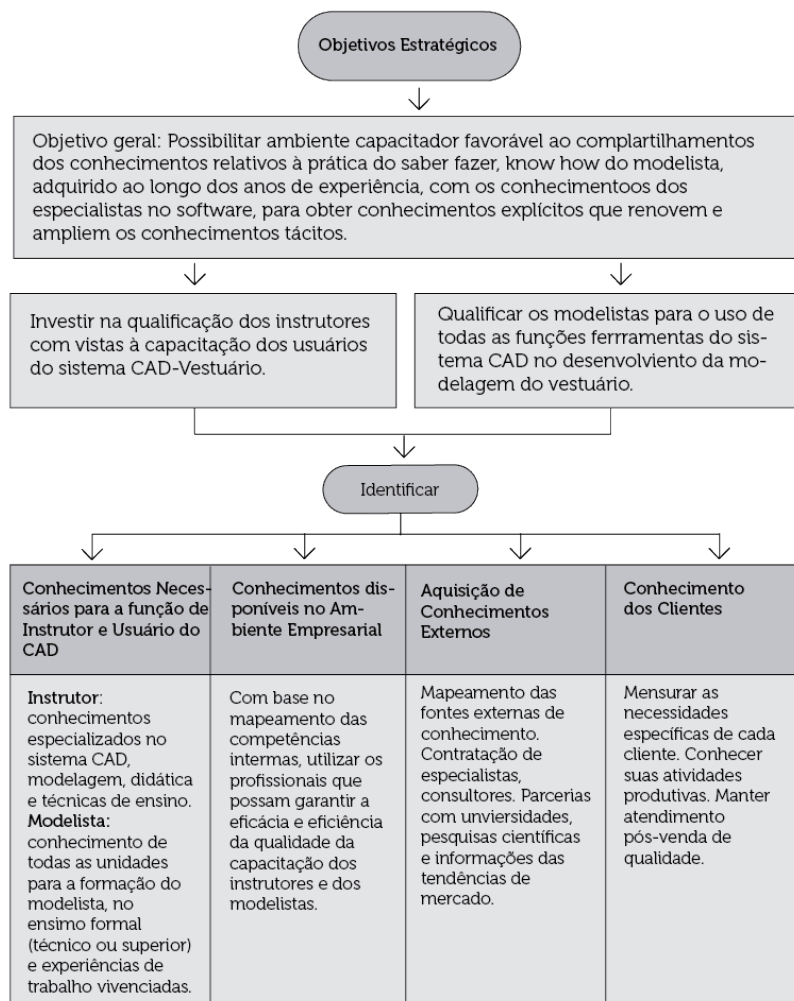 Objetivos Estratégicos
Objetivo geral: Possibilitar ambiente capacitador favorável ao complartilhamentos
dos conhecimentos relativos à prática do saber fazer, know how do modelista,
adquirido ao longo dos anos de experiência, com os conhecimentoos dos
especialistas no software, para obter conhecimentos explícitos que renovem e
ampliem os conhecimentos tácitos.
Investir na qualificação dos instrutores
com vistas à capacitação dos usuários
do sistema CAD-Vestuário.
Qualificar os modelistas para o uso de
todas as funções ferrramentas do sis-
tema CAD no desenvolviento da mo-
delagem do vestuário.
Identificar
Conhecimentos Neces-
sários para a função de
Instrutor e Usuário do
CAD
Instrutor:
conhecimentos
especializados no
sistema CAD,
modelagem, didática
e técnicas de ensino.
Modelista:
conhecimento de
todas as unidades
para a formação do
modelista, no
ensimo formal
(técnico ou superior)
e experiências de
trabalho vivenciadas.
Conhecimentos dis-
poníveis no Am-
biente Empresarial
Com base no
mapeamento das
competências
intermas, utilizar os
profissionais que
possam garantir a
eficácia e eficiência
da qualidade da
capacitação dos
instrutores e dos
modelistas.
Aquisição de
Conhecimentos
Externos
Mapeamento das
fontes externas de
conhecimento.
Contratação de
especialistas,
consultores. Parcerias
com unviersidades,
pesquisas científicas
e informações das
tendências de
mercado.
Conhecimento
dos Clientes
Mensurar as
necessidades
específicas de cada
cliente. Conhecer
suas atividades
produtivas. Manter
atendimento
pós-venda de
qualidade.